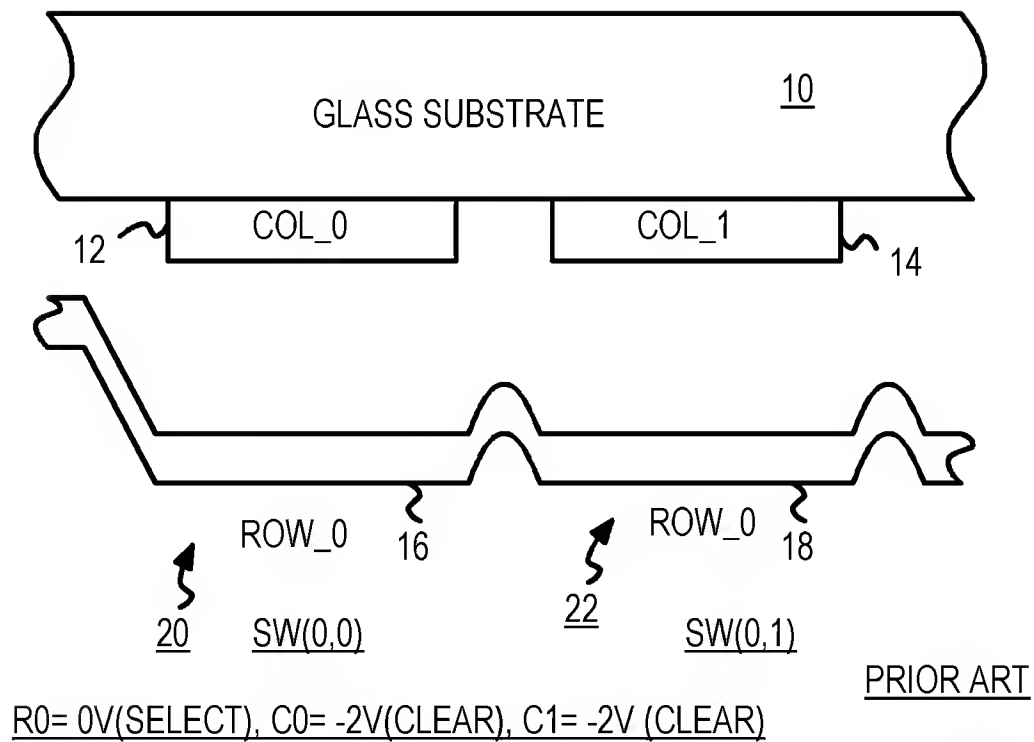 10
GLASS SUBSTRATE
12
COL_0
COL_1
14
ROW_0
16
ROW_0
18
20
SW(0,0)
22
SW(0,1)
PRIOR ART
R0= 0V(SELECT), C0= -2V(CLEAR), C1= -2V (CLEAR)